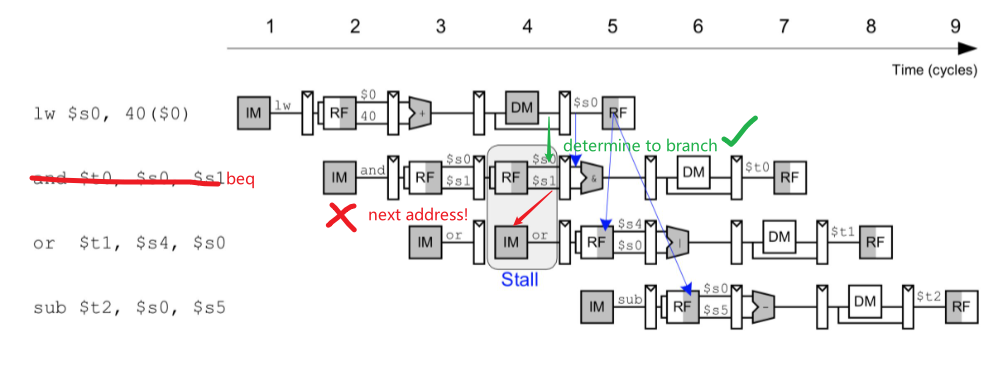 1 2 3 4 5 6 7 8 9
Time (cycles)
lw $s0, 40($0) IM lw RF $0 40 + DM $s0 RF
determine to branch
and $t0, $s0, $s1 beq IM and RF $s0 $s1 RF $s0 $s1 & DM $t0 RF
next address!
or $t1, $s4, $s0 IM or IM or RF $s4 $s0 | DM $t1 RF
Stall
sub $t2, $s0, $s5 IM sub RF $s0 $s5 - DM $t2 RF